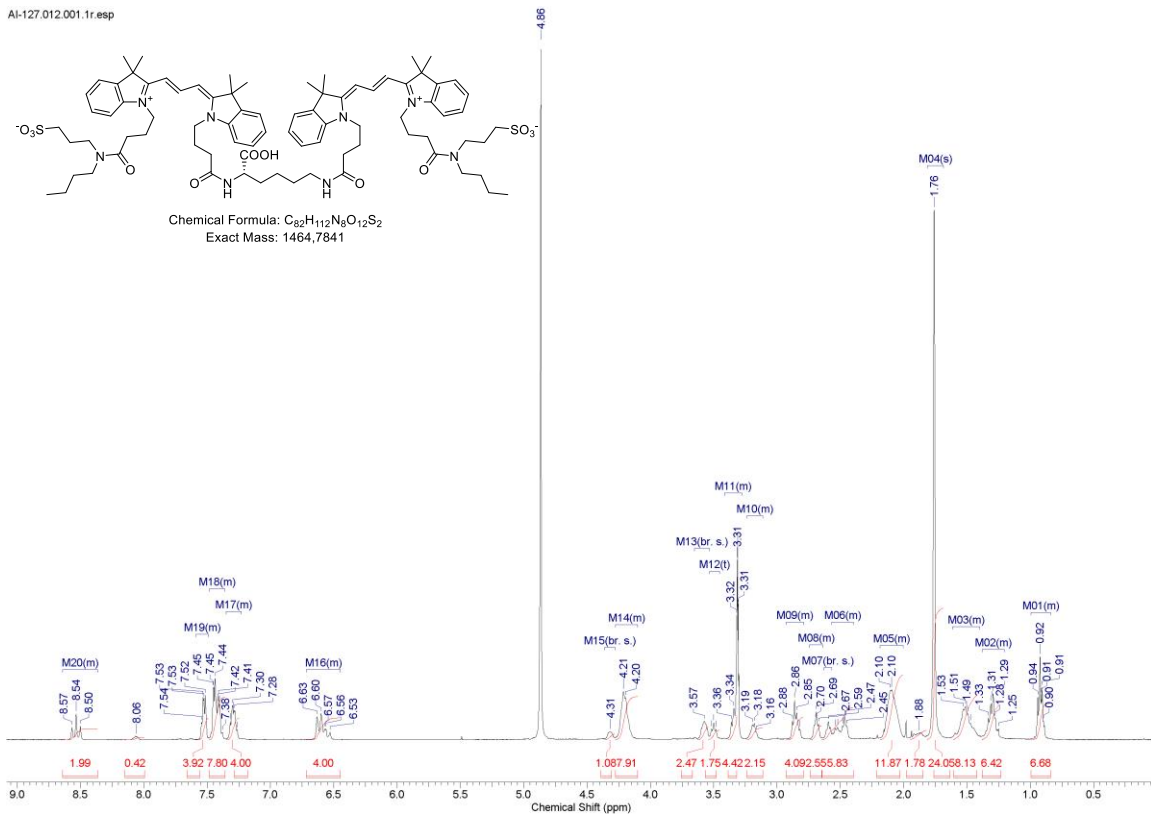 AI-127.012.001.1r.esp
4.86
N⁺
N
N
N⁺
⁻O₃S
N
O
COOH
O
N
H
NH
O
O
N
SO₃⁻
Chemical Formula: C₈₂H₁₁₂N₈O₁₂S₂
Exact Mass: 1464,7841
M04(s)
1.76
M11(m)
M10(m)
M13(br. s.)
M12(t)
3.31
3.32
3.31
M18(m)
M17(m)
M19(m)
M20(m)
M16(m)
M15(br. s.)
M14(m)
M09(m)
M08(m)
M07(br. s.)
M06(m)
M05(m)
M03(m)
M02(m)
M01(m)
8.57
8.54
8.50
8.06
7.54
7.53
7.53
7.52
7.45
7.45
7.44
7.38
7.42
7.41
7.30
7.28
6.63
6.60
6.57
6.56
6.53
4.31
4.21
4.20
3.57
3.36
3.34
3.19
3.18
3.16
2.88
2.86
2.85
2.70
2.69
2.67
2.59
2.47
2.45
2.10
2.10
1.88
1.53
1.51
1.49
1.33
1.31
1.28
1.29
1.25
0.94
0.92
0.91
0.90
0.91
1.99 0.42 3.92 7.80 4.00 4.00 1.08 7.91 2.47 1.75 4.42 2.15 4.09 2.55 5.83 11.87 1.78 24.05 8.13 6.42 6.68
9.0 8.5 8.0 7.5 7.0 6.5 6.0 5.5 5.0 4.5 4.0 3.5 3.0 2.5 2.0 1.5 1.0 0.5
Chemical Shift (ppm)